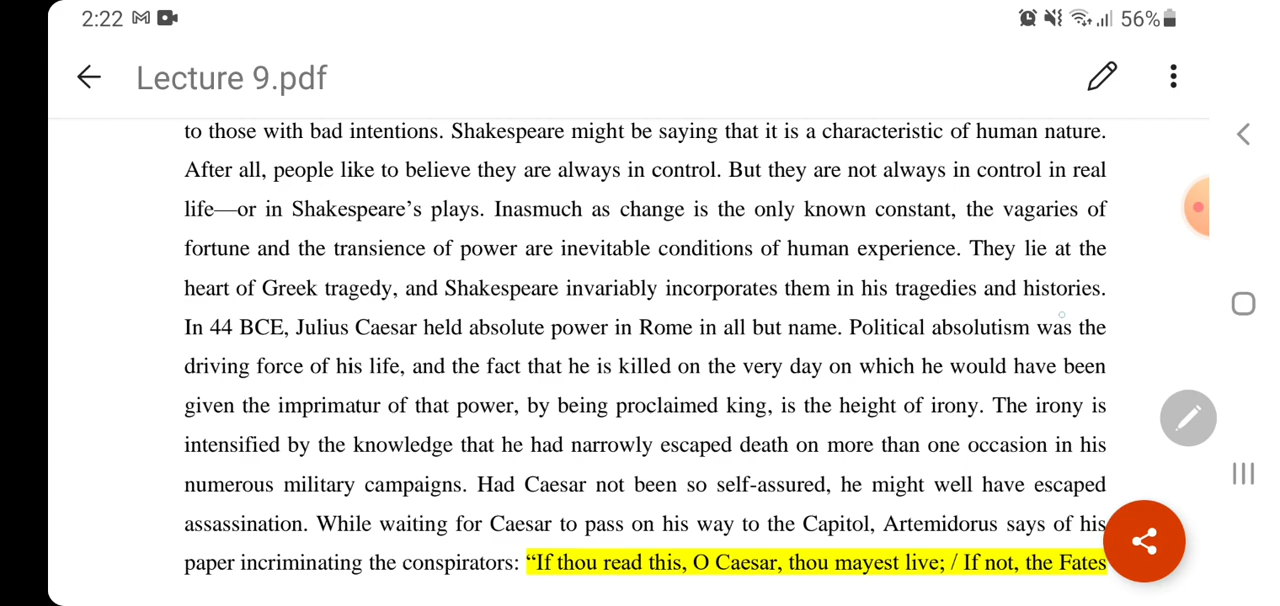 2:22 56%
Lecture 9.pdf
to those with bad intentions. Shakespeare might be saying that it is a characteristic of human nature.
After all, people like to believe they are always in control. But they are not always in control in real
life—or in Shakespeare’s plays. Inasmuch as change is the only known constant, the vagaries of
fortune and the transience of power are inevitable conditions of human experience. They lie at the
heart of Greek tragedy, and Shakespeare invariably incorporates them in his tragedies and histories.
In 44 BCE, Julius Caesar held absolute power in Rome in all but name. Political absolutism was the
driving force of his life, and the fact that he is killed on the very day on which he would have been
given the imprimatur of that power, by being proclaimed king, is the height of irony. The irony is
intensified by the knowledge that he had narrowly escaped death on more than one occasion in his
numerous military campaigns. Had Caesar not been so self-assured, he might well have escaped
assassination. While waiting for Caesar to pass on his way to the Capitol, Artemidorus says of his
paper incriminating the conspirators: “If thou read this, O Caesar, thou mayest live; / If not, the Fates